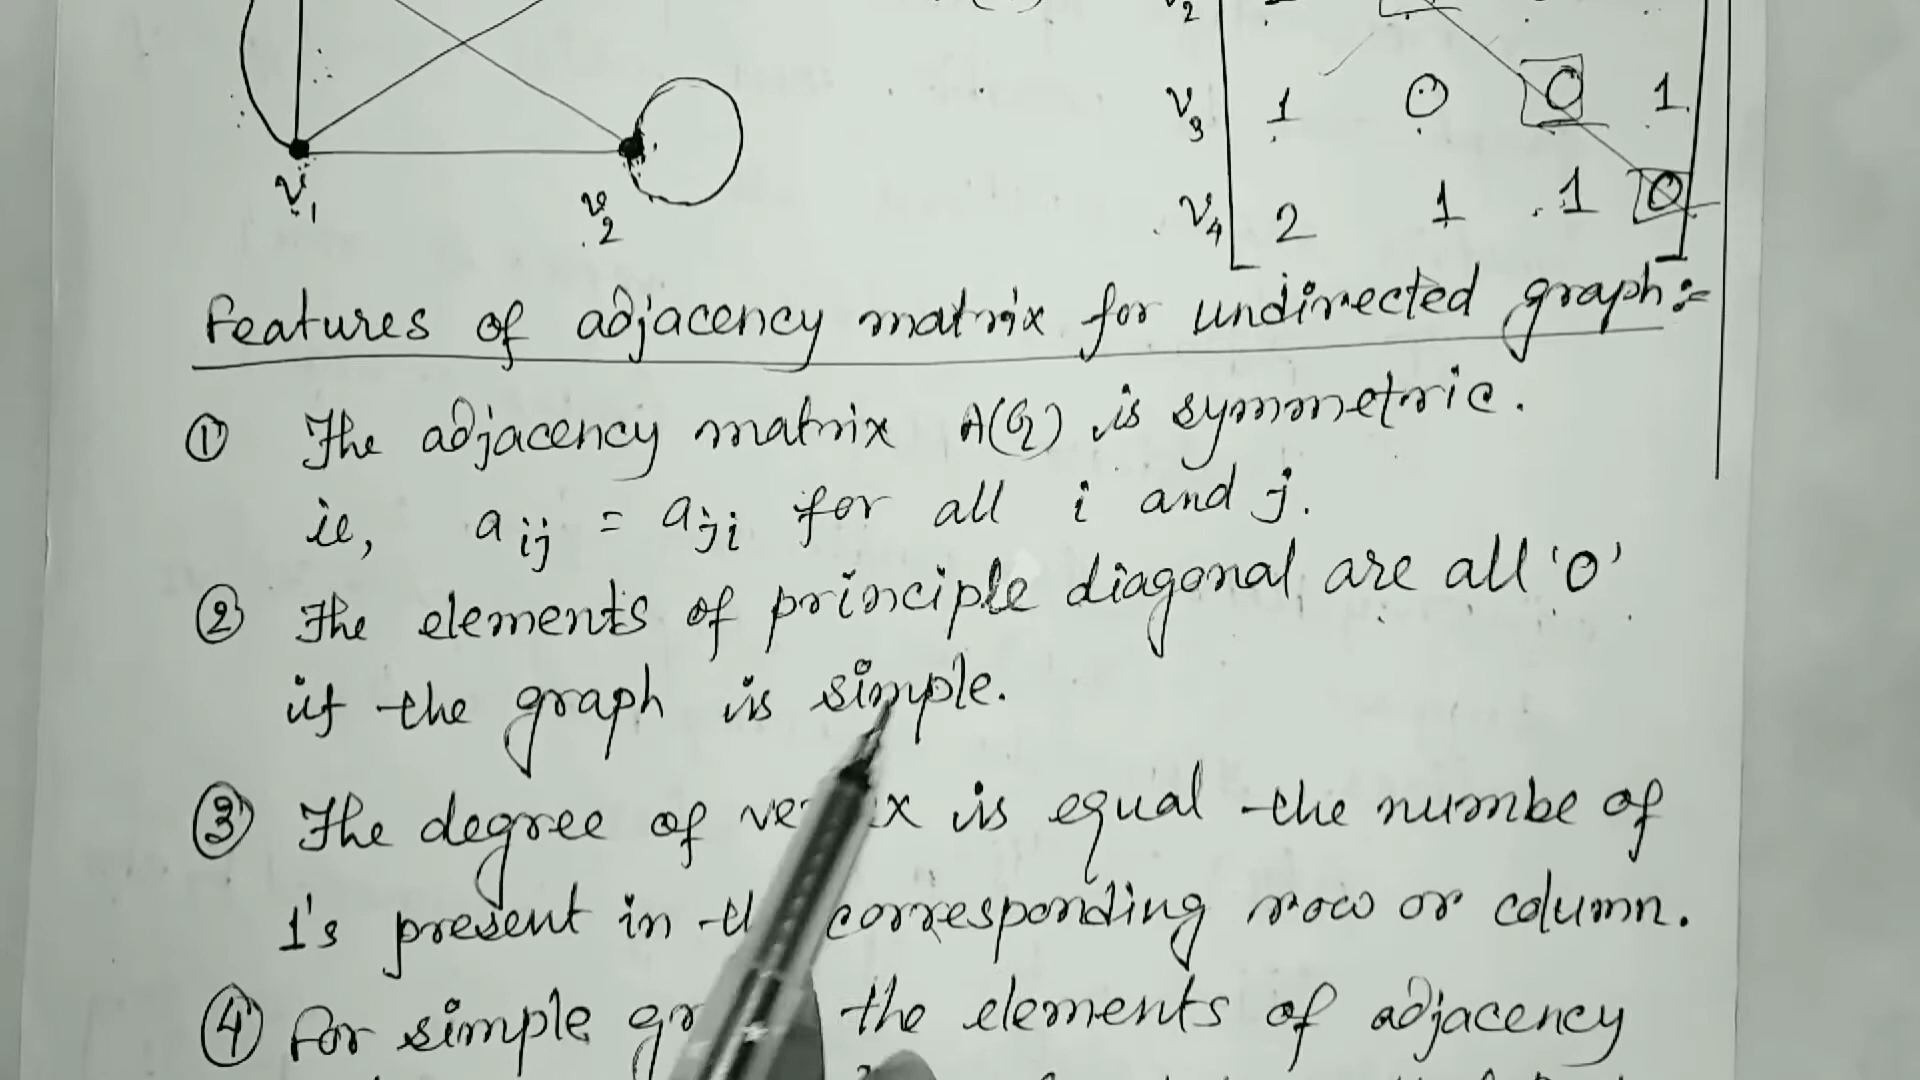 v2
v3 1 0 0 1
v1 v2
v4 2 1 1 0
Features of adjacency matrix for undirected graph:-
① The adjacency matrix A(G) is symmetric.
ie, aij = aji for all i and j.
② The elements of principle diagonal are all '0'
if the graph is simple.
③ The degree of is equal the numbe of
1's present in corresponding row or column.
④ For simple the elements of adjacency